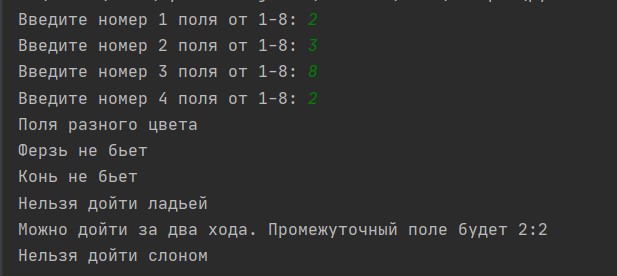 Введите номер 1 поля от 1-8: 2
Введите номер 2 поля от 1-8: 3
Введите номер 3 поля от 1-8: 8
Введите номер 4 поля от 1-8: 2
Поля разного цвета
Ферзь не бьет
Конь не бьет
Нельзя дойти ладьей
Можно дойти за два хода. Промежуточный поле будет 2:2
Нельзя дойти слоном